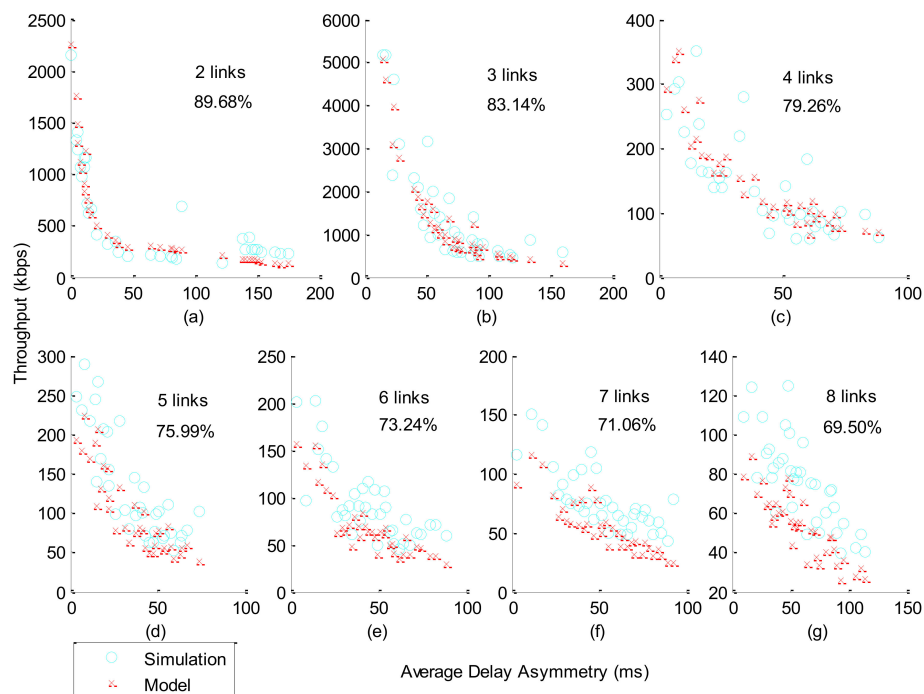 2500
2000
1500
1000
500
0
0 50 100 150 200
2 links
89.68%
(a)
6000
5000
4000
3000
2000
1000
0
0 50 100 150 200
3 links
83.14%
(b)
400
300
200
100
0
0 50 100
4 links
79.26%
(c)
Throughput (kbps)
300
250
200
150
100
50
0
0 50 100
5 links
75.99%
(d)
250
200
150
100
50
0
0 50 100
6 links
73.24%
(e)
200
150
100
50
0
0 50 100
7 links
71.06%
(f)
140
120
100
80
60
40
20
0 50 100 150
8 links
69.50%
(g)
Simulation
Model
Average Delay Asymmetry (ms)